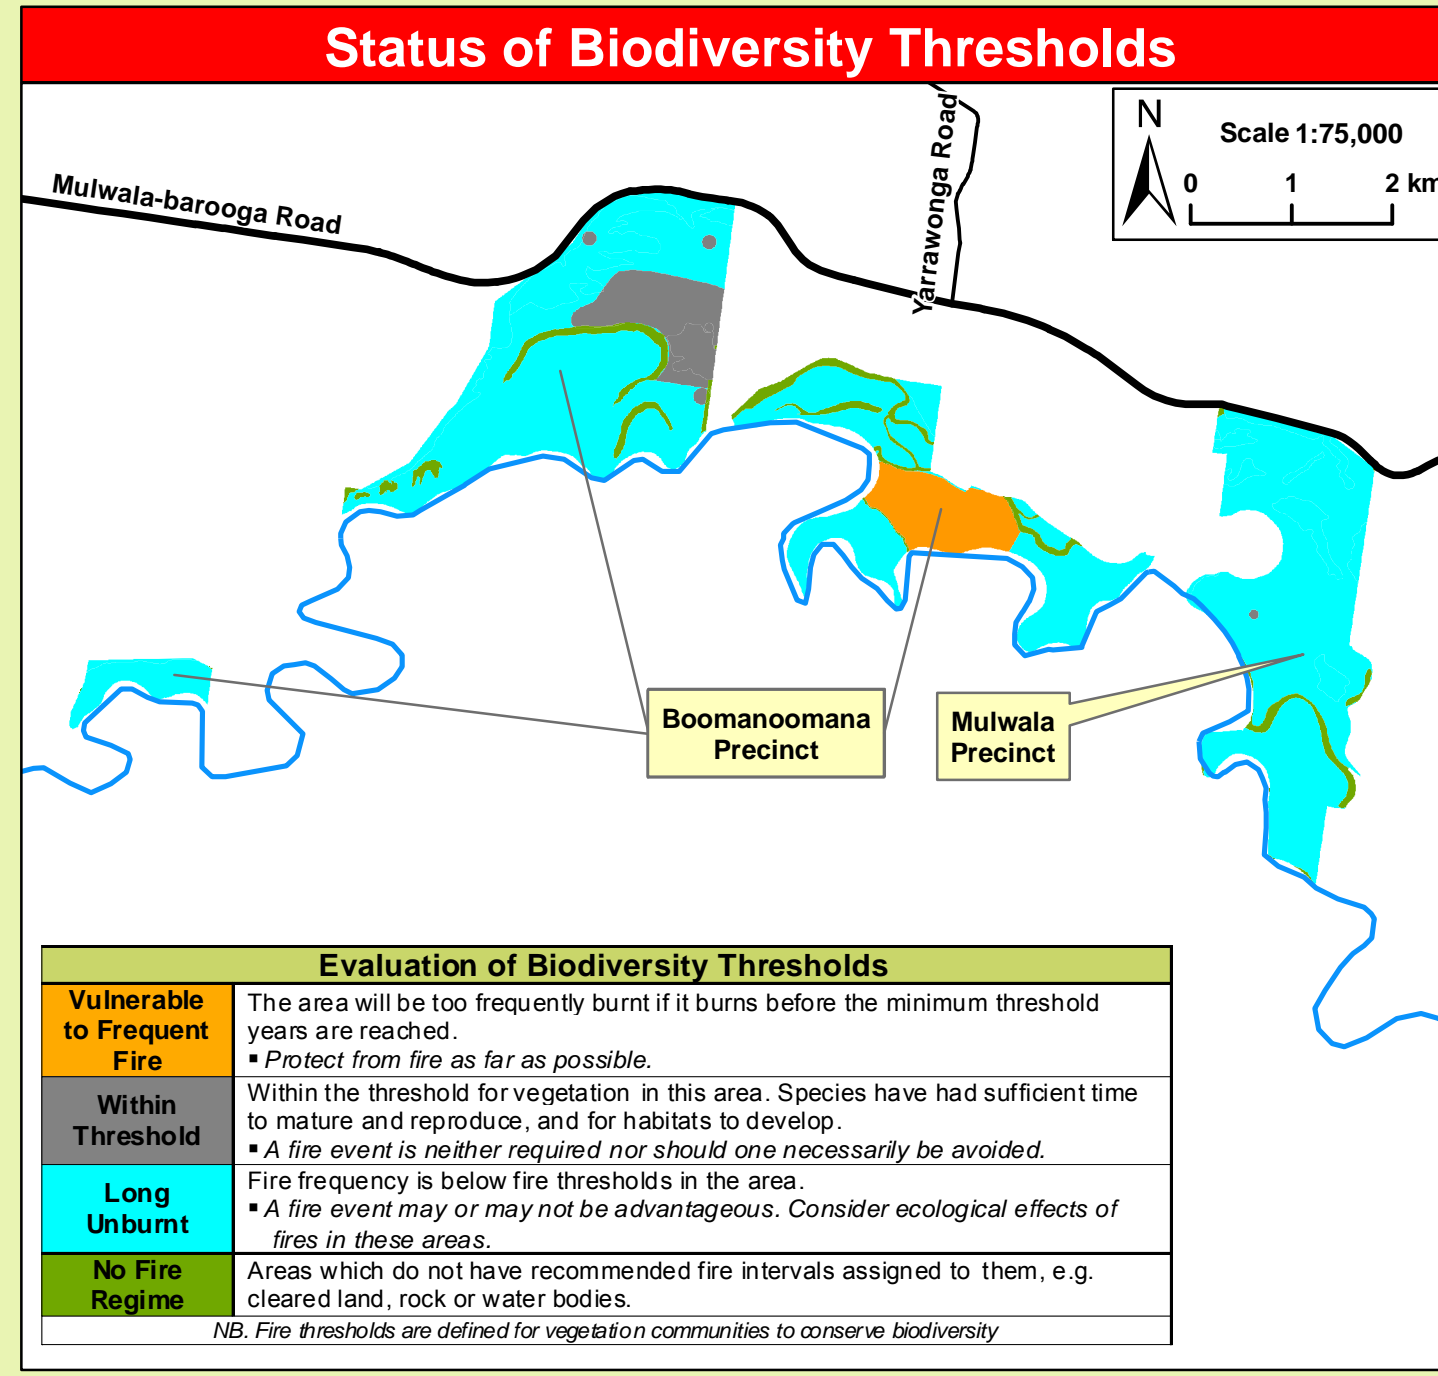 Status of Biodiversity Thresholds
Mulwala-barooga Road
Yarrawonga Road
N
Scale 1:75,000
0 1 2 km
Boomanoomana
Precinct
Mulwala
Precinct
Evaluation of Biodiversity Thresholds
Vulnerable
to Frequent
Fire
The area will be too frequently burnt if it burns before the minimum threshold
years are reached.
▪ Protect from fire as far as possible.
Within
Threshold
Within the threshold for vegetation in this area. Species have had sufficient time
to mature and reproduce, and for habitats to develop.
▪ A fire event is neither required nor should one necessarily be avoided.
Long
Unburnt
Fire frequency is below fire thresholds in the area.
▪ A fire event may or may not be advantageous. Consider ecological effects of
fires in these areas.
No Fire
Regime
Areas which do not have recommended fire intervals assigned to them, e.g.
cleared land, rock or water bodies.
NB. Fire thresholds are defined for vegetation communities to conserve biodiversity